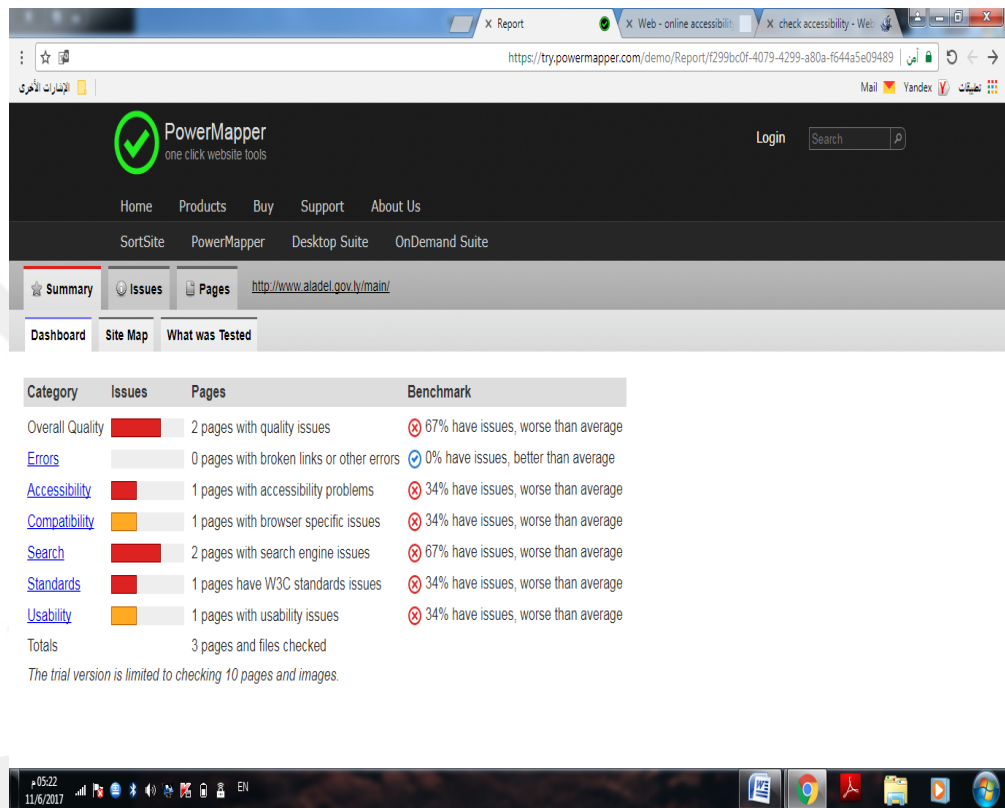 Report
Web - online accessibility
check accessibility - Web
https://try.powermapper.com/demo/Report/f299bc0f-4079-4299-a80a-f644a5e09489
أمن
الإشارات الأخرى
Mail
Yandex
تطبيقات
PowerMapper
one click website tools
Login
Search
Home Products Buy Support About Us
SortSite PowerMapper Desktop Suite OnDemand Suite
Summary Issues Pages http://www.aladel.gov.ly/main/
Dashboard Site Map What was Tested
Category Issues Pages Benchmark
Overall Quality 2 pages with quality issues 67% have issues, worse than average
Errors 0 pages with broken links or other errors 0% have issues, better than average
Accessibility 1 pages with accessibility problems 34% have issues, worse than average
Compatibility 1 pages with browser specific issues 34% have issues, worse than average
Search 2 pages with search engine issues 67% have issues, worse than average
Standards 1 pages have W3C standards issues 34% have issues, worse than average
Usability 1 pages with usability issues 34% have issues, worse than average
Totals 3 pages and files checked
The trial version is limited to checking 10 pages and images.
05:22 م
11/6/2017
EN